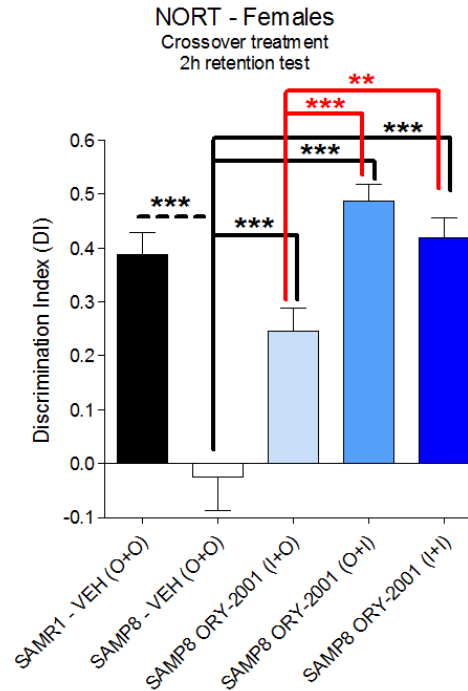 NORT - Females
Crossover treatment
2h retention test
**
***
***
***
***
***
Discrimination Index (DI)
0.6
0.5
0.4
0.3
0.2
0.1
0.0
-0.1
SAMR1 - VEH (O+O)
SAMP8 - VEH (O+O)
SAMP8 ORY-2001 (I+O)
SAMP8 ORY-2001 (O+I)
SAMP8 ORY-2001 (I+I)